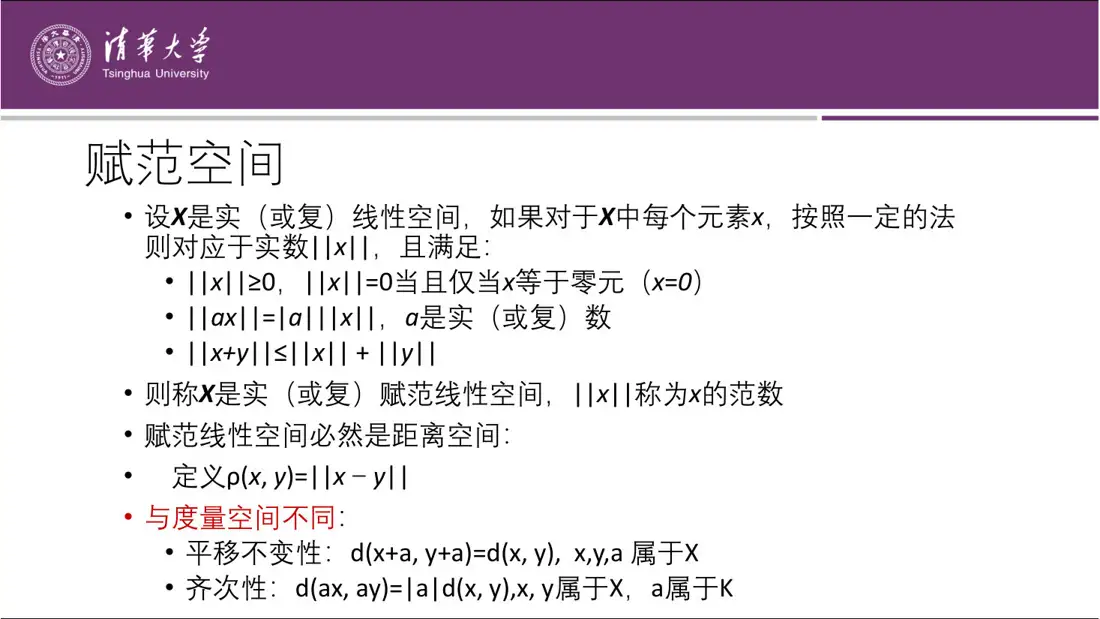 清华大学
Tsinghua University
赋范空间
• 设X是实（或复）线性空间，如果对于X中每个元素x，按照一定的法
则对应于实数||x||，且满足：
• ||x||≥0，||x||=0当且仅当x等于零元（x=0）
• ||ax||=|a|||x||，a是实（或复）数
• ||x+y||≤||x|| + ||y||
• 则称X是实（或复）赋范线性空间，||x||称为x的范数
• 赋范线性空间必然是距离空间：
• 定义ρ(x, y)=||x − y||
• 与度量空间不同：
• 平移不变性：d(x+a, y+a)=d(x, y), x,y,a 属于X
• 齐次性：d(ax, ay)=|a|d(x, y),x, y属于X，a属于K